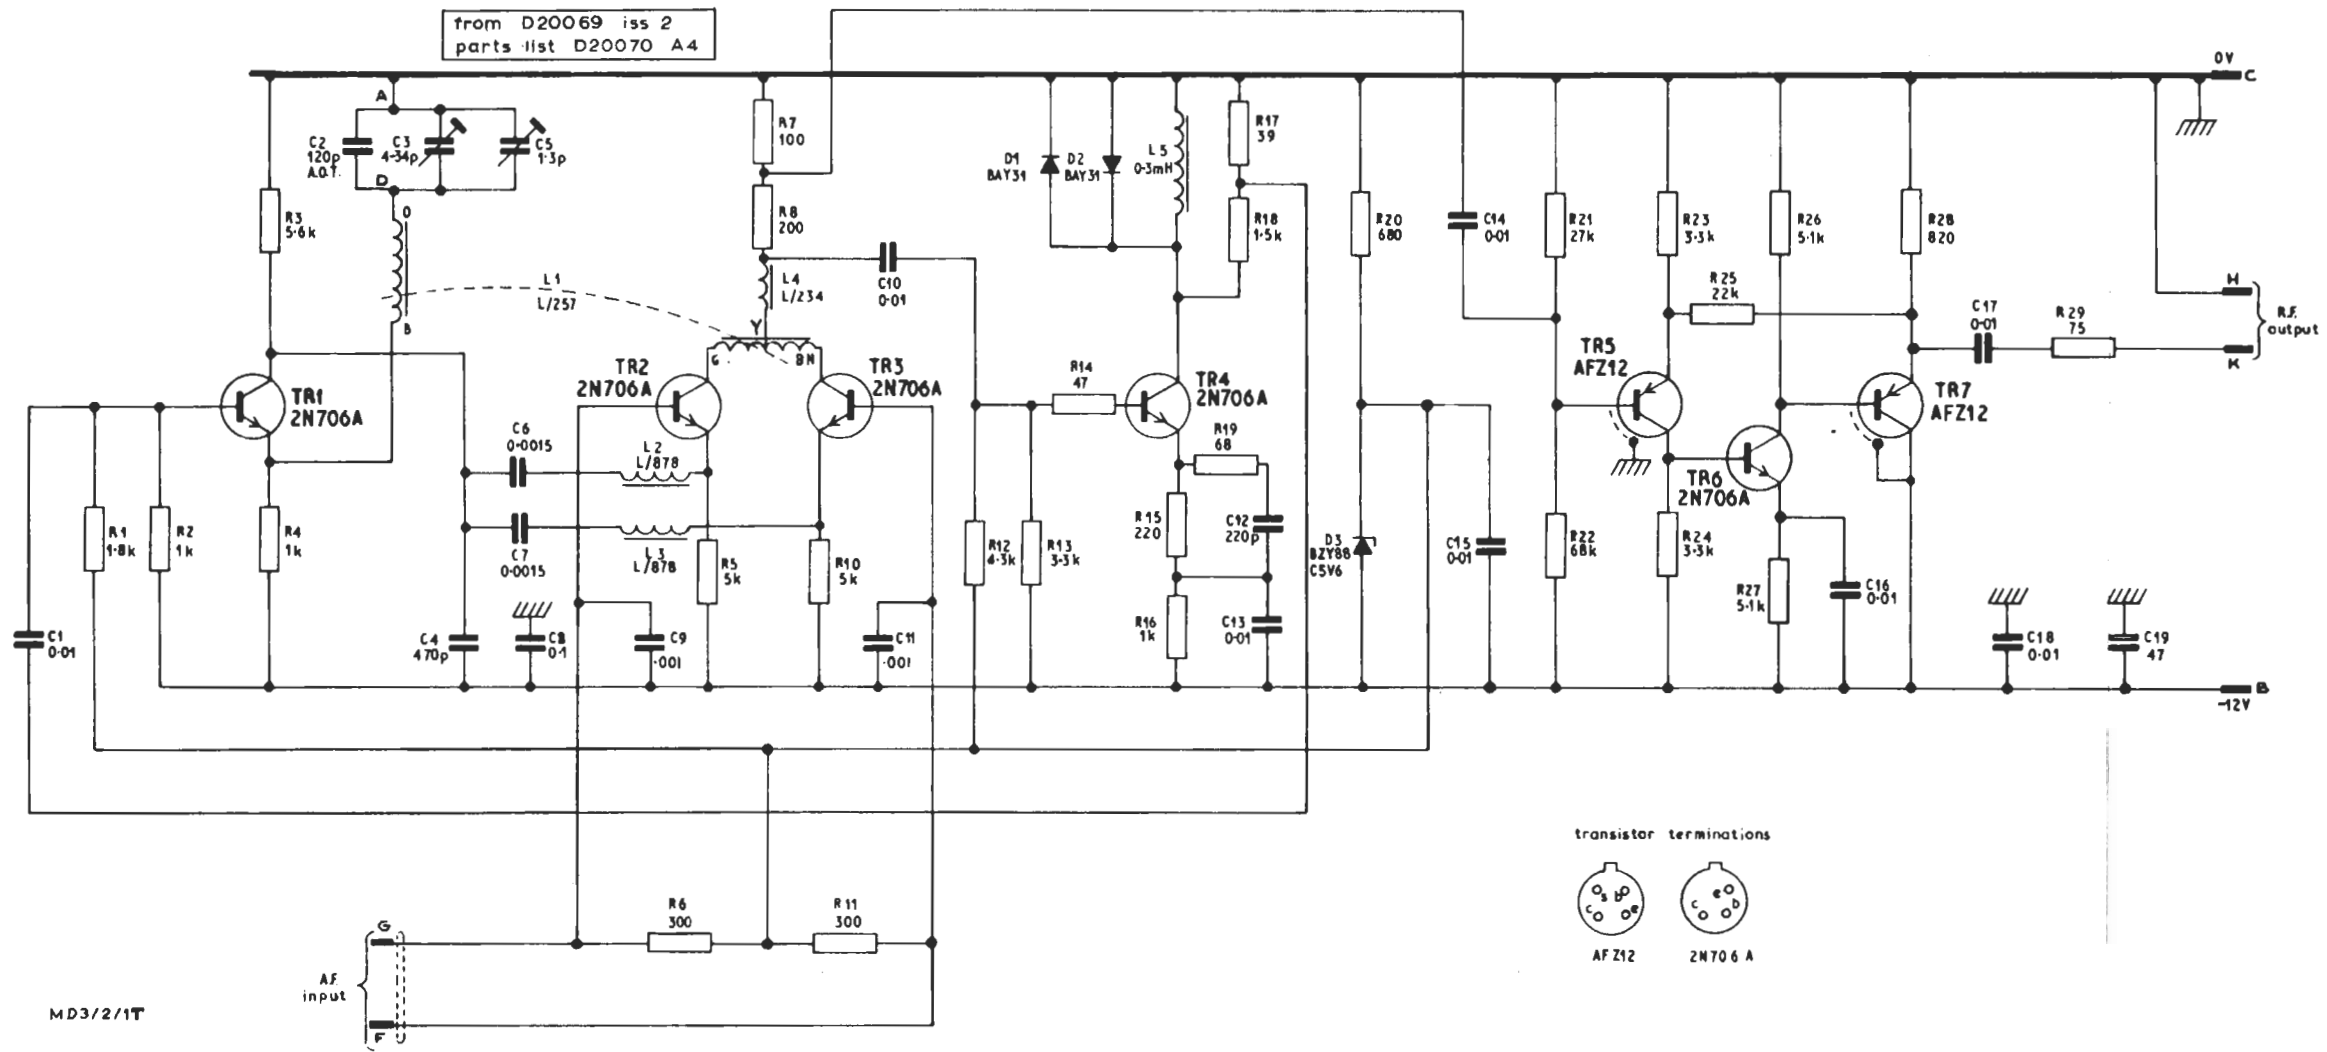 from D20069 iss 2
parts list D20070 A4
0V
C
A
C2
120p
A.O.T.
C3
4-34p
C5
1·3p
D
O
R3
5·6k
L1
L/257
B
R7
100
R8
200
L4
L/234
Y
G
BN
C10
0·01
D1
BAY31
D2
BAY31
L5
0·3mH
R17
39
R18
1·5k
R20
680
C14
0·01
R21
27k
R23
3·3k
R25
22k
R26
5·1k
R28
820
C17
0·01
R29
75
H
R.F.
output
K
TR1
2N706A
TR2
2N706A
TR3
2N706A
R14
47
TR4
2N706A
TR5
AFZ12
TR6
2N706A
TR7
AFZ12
C6
0·0015
L2
L/878
C7
0·0015
L3
L/878
R1
1·8k
R2
1k
R4
1k
R5
5k
R10
5k
R12
4·3k
R13
3·3k
R19
68
R15
220
C12
220p
R16
1k
C13
0·01
D3
BZY88
C5V6
C15
0·01
R22
68k
R24
3·3k
R27
5·1k
C16
0·01
C1
0·01
C4
470p
C8
0·1
C9
·001
C11
·001
C18
0·01
C19
47
B
-12V
transistor terminations
s
b
c
e
e
c
b
AFZ12
2N706A
R6
300
R11
300
G
A.F.
input
F
MD3/2/1T